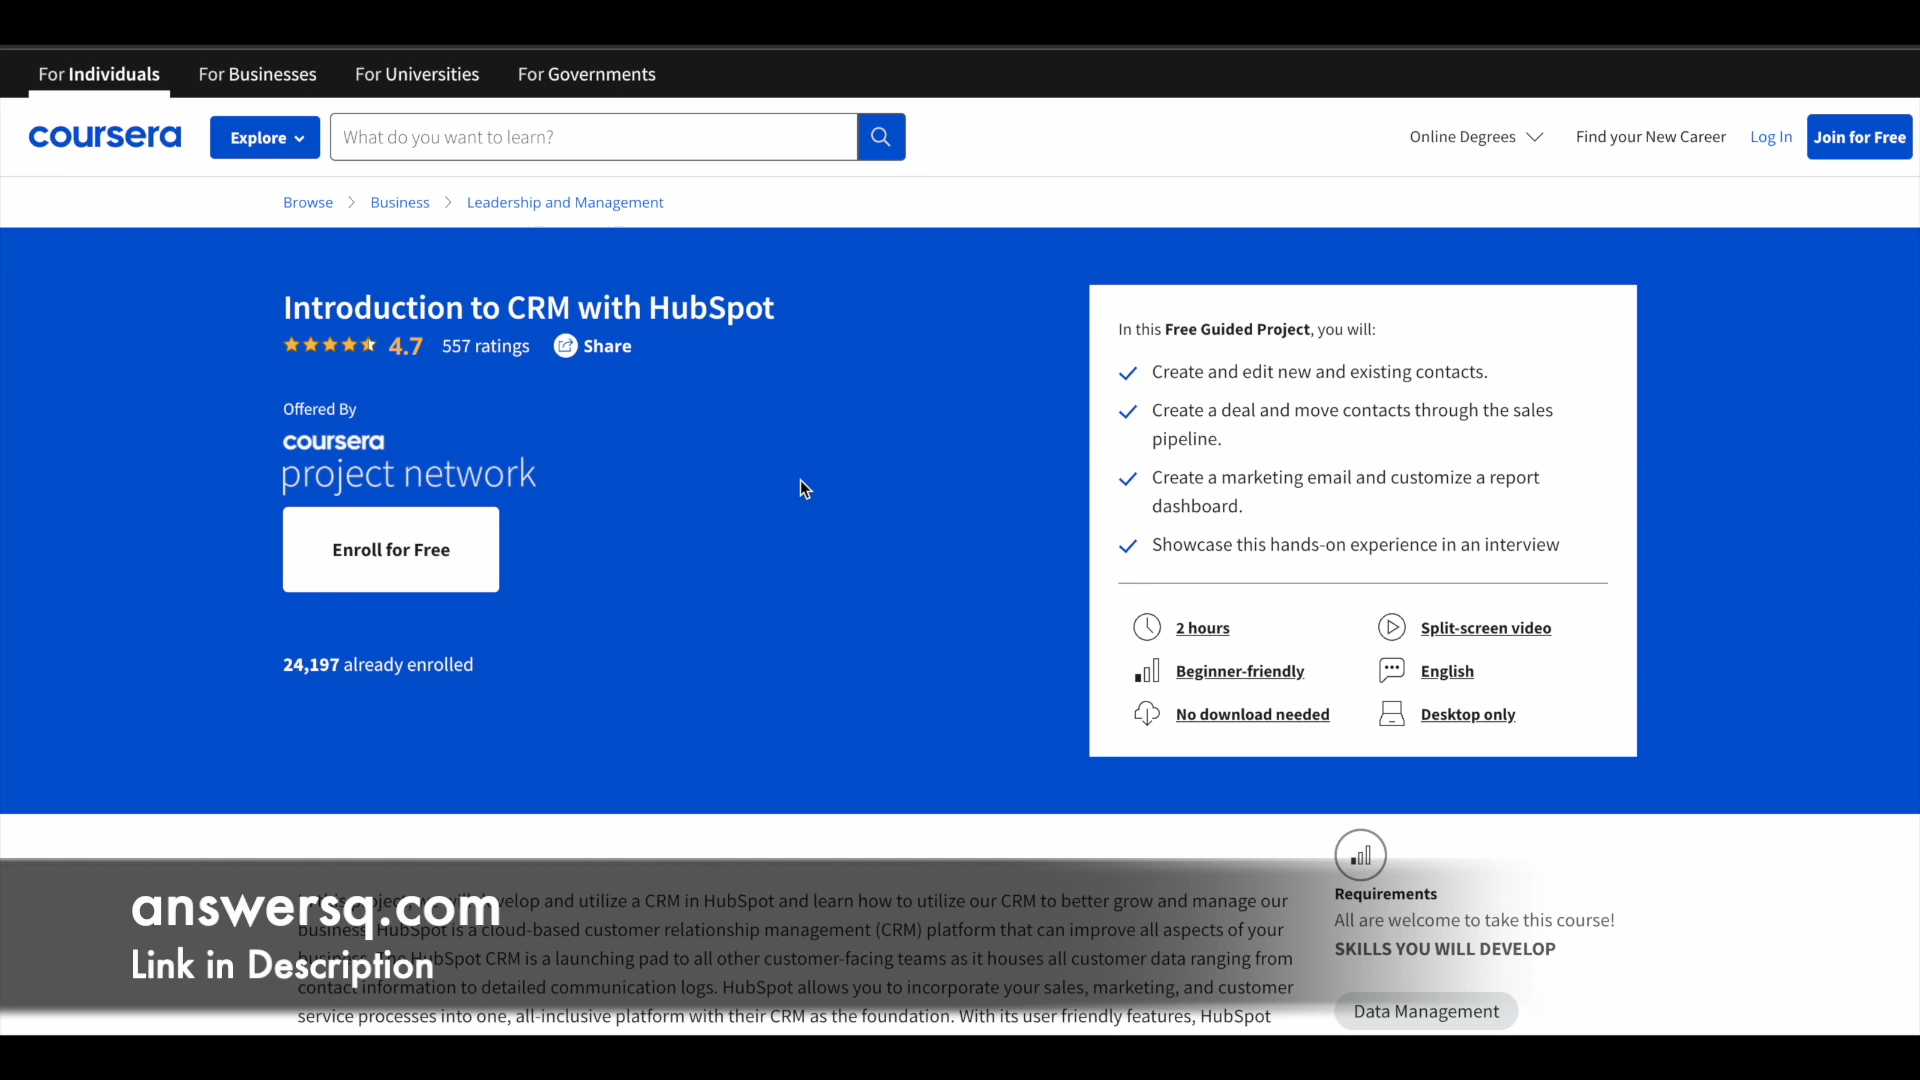 For Individuals For Businesses For Universities For Governments
coursera Explore What do you want to learn? Online Degrees Find your New Career Log In Join for Free
Browse Business Leadership and Management
Introduction to CRM with HubSpot
4.7 557 ratings Share
Offered By
coursera
project network
Enroll for Free
24,197 already enrolled
In this Free Guided Project, you will:
Create and edit new and existing contacts.
Create a deal and move contacts through the sales
pipeline.
Create a marketing email and customize a report
dashboard.
Showcase this hands-on experience in an interview
2 hours Split-screen video
Beginner-friendly English
No download needed Desktop only
answersq.com
Link in Description
and utilize a CRM in HubSpot and learn how to utilize our CRM to better grow and manage our
business. HubSpot is a cloud-based customer relationship management (CRM) platform that can improve all aspects of your
HubSpot CRM is a launching pad to all other customer-facing teams as it houses all customer data ranging from
contact information to detailed communication logs. HubSpot allows you to incorporate your sales, marketing, and customer
service processes into one, all-inclusive platform with their CRM as the foundation. With its user friendly features, HubSpot
Requirements
All are welcome to take this course!
SKILLS YOU WILL DEVELOP
Data Management